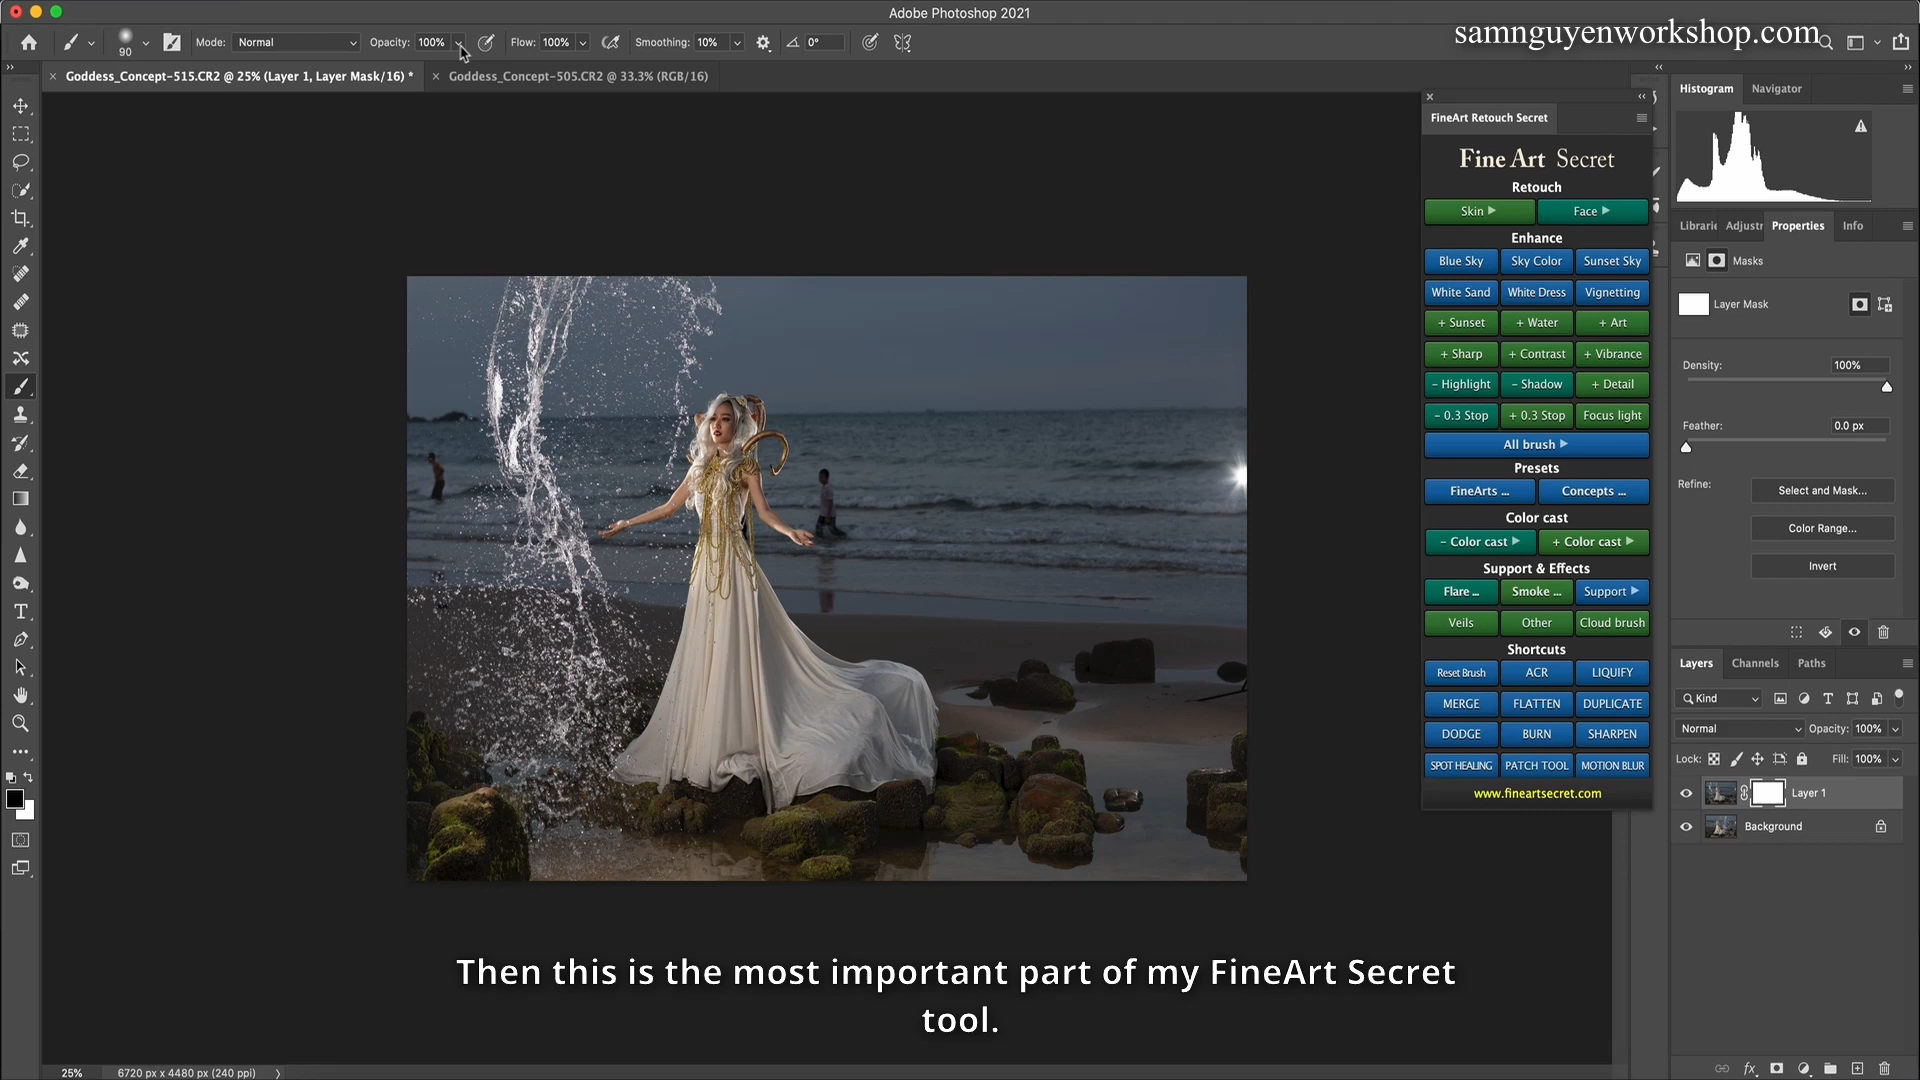 Adobe Photoshop 2021
samnguyenworkshop.com
90
Mode: Normal
Opacity: 100%
Flow: 100%
Smoothing: 10%
0°
Goddess_Concept-515.CR2 @ 25% (Layer 1, Layer Mask/16) *
Goddess_Concept-505.CR2 @ 33.3% (RGB/16)
FineArt Retouch Secret
Fine Art Secret
Retouch
Skin Face
Enhance
Blue Sky Sky Color Sunset Sky
White Sand White Dress Vignetting
+ Sunset + Water + Art
+ Sharp + Contrast + Vibrance
- Highlight - Shadow + Detail
- 0.3 Stop + 0.3 Stop Focus light
All brush
Presets
FineArts ... Concepts ...
Color cast
- Color cast + Color cast
Support & Effects
Flare ... Smoke ... Support
Veils Other Cloud brush
Shortcuts
Reset Brush ACR LIQUIFY
MERGE FLATTEN DUPLICATE
DODGE BURN SHARPEN
SPOT HEALING PATCH TOOL MOTION BLUR
www.fineartsecret.com
Histogram Navigator
Librarie Adjustr Properties Info
Masks
Layer Mask
Density: 100%
Feather: 0.0 px
Refine: Select and Mask...
Color Range...
Invert
Layers Channels Paths
Kind
Normal Opacity: 100%
Lock: Fill: 100%
Layer 1
Background
Then this is the most important part of my FineArt Secret
tool.
25% 6720 px x 4480 px (240 ppi)